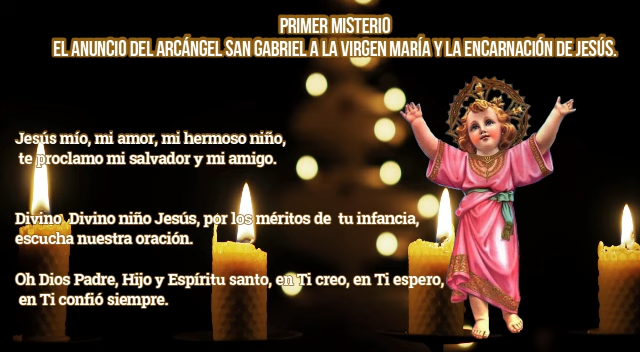 PRIMER MISTERIO
EL ANUNCIO DEL ARCÁNGEL SAN GABRIEL A LA VIRGEN MARÍA Y LA ENCARNACIÓN DE JESÚS.
Jesús mío, mi amor, mi hermoso niño,
te proclamo mi salvador y mi amigo.
Divino Divino niño Jesús, por los méritos de tu infancia,
escucha nuestra oración.
Oh Dios Padre, Hijo y Espíritu santo, en Ti creo, en Ti espero,
en Ti confió siempre.